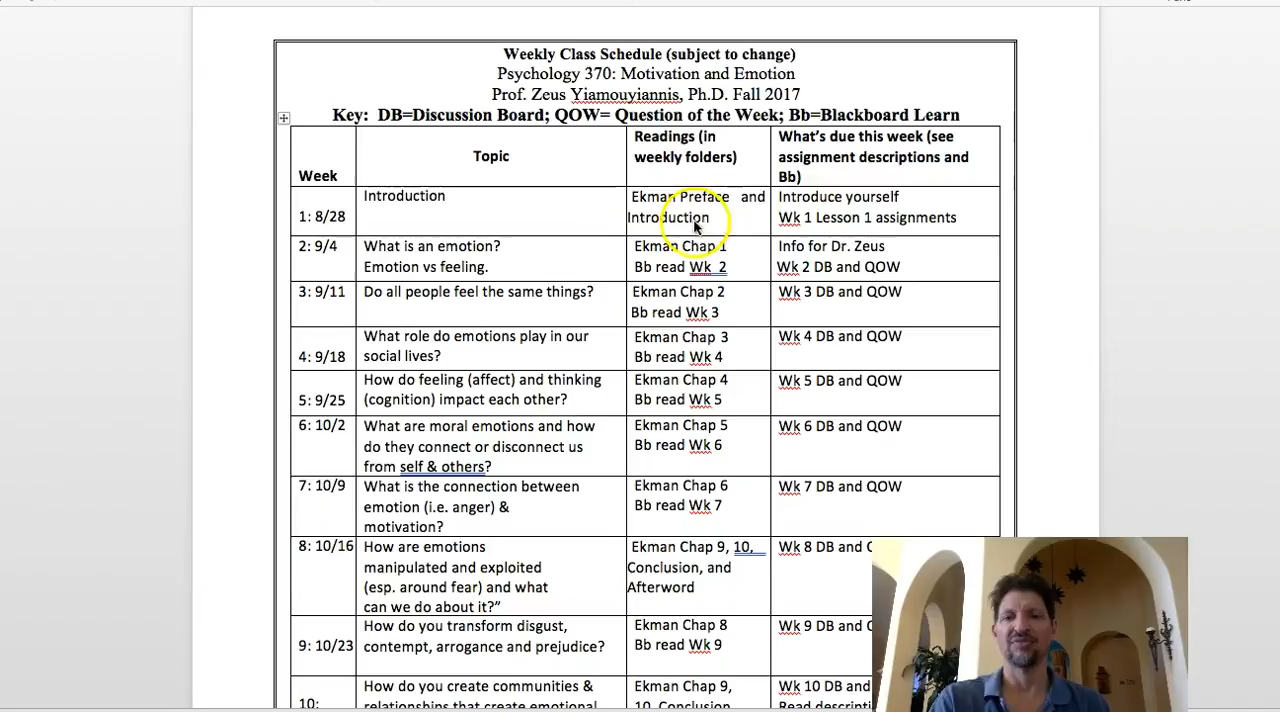 Weekly Class Schedule (subject to change)
Psychology 370: Motivation and Emotion
Prof. Zeus Yiamouyiannis, Ph.D. Fall 2017
Key: DB=Discussion Board; QOW= Question of the Week; Bb=Blackboard Learn
Week
Topic
Readings (in
weekly folders)
What's due this week (see
assignment descriptions and
Bb)
1: 8/28
Introduction
Ekman Preface and
Introduction
Introduce yourself
Wk 1 Lesson 1 assignments
2: 9/4
What is an emotion?
Emotion vs feeling.
Ekman Chap 1
Bb read Wk 2
Info for Dr. Zeus
Wk 2 DB and QOW
3: 9/11
Do all people feel the same things?
Ekman Chap 2
Bb read Wk 3
Wk 3 DB and QOW
4: 9/18
What role do emotions play in our
social lives?
Ekman Chap 3
Bb read Wk 4
Wk 4 DB and QOW
5: 9/25
How do feeling (affect) and thinking
(cognition) impact each other?
Ekman Chap 4
Bb read Wk 5
Wk 5 DB and QOW
6: 10/2
What are moral emotions and how
do they connect or disconnect us
from self & others?
Ekman Chap 5
Bb read Wk 6
Wk 6 DB and QOW
7: 10/9
What is the connection between
emotion (i.e. anger) &
motivation?
Ekman Chap 6
Bb read Wk 7
Wk 7 DB and QOW
8: 10/16
How are emotions
manipulated and exploited
(esp. around fear) and what
can we do about it?"
Ekman Chap 9, 10,
Conclusion, and
Afterword
Wk 8 DB and
9: 10/23
How do you transform disgust,
contempt, arrogance and prejudice?
Ekman Chap 8
Bb read Wk 9
Wk 9 DB and
10:
How do you create communities &
relationships that create emotional
Ekman Chap 9,
10, Conclusion
Wk 10 DB and
Read